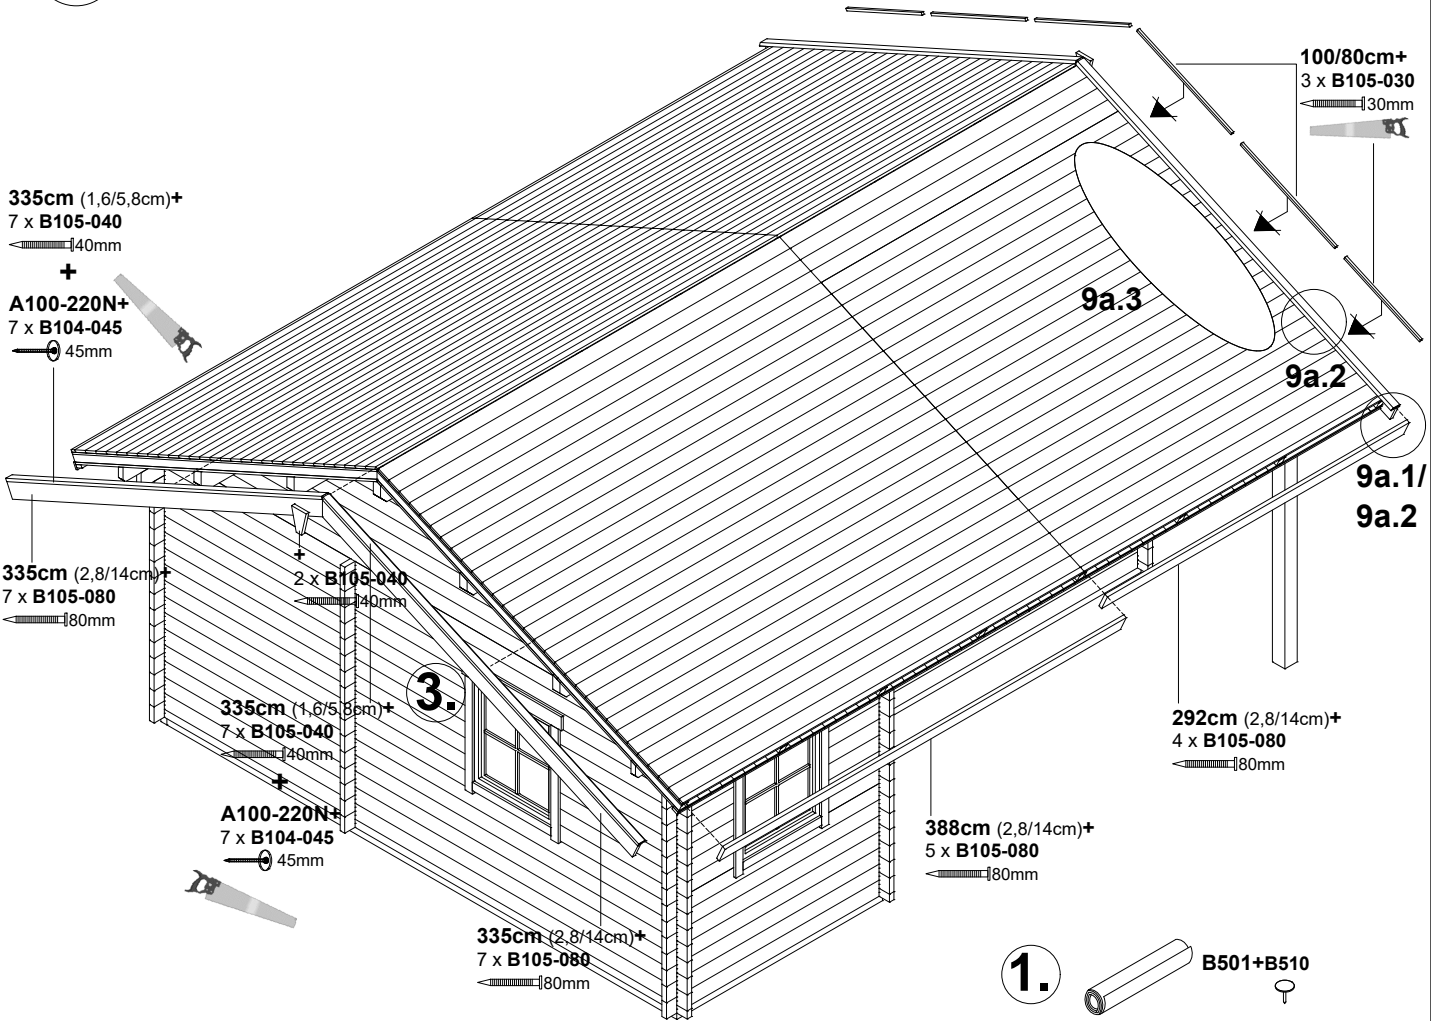 100/80cm+
3 x B105-030
30mm
335cm (1,6/5,8cm)+
7 x B105-040
40mm
+
A100-220N+
7 x B104-045
45mm
9a.3
9a.2
9a.1/
9a.2
335cm (2,8/14cm)+
7 x B105-080
80mm
+
2 x B105-040
40mm
3.
335cm (1,6/5,8cm)+
7 x B105-040
40mm
+
A100-220N+
7 x B104-045
45mm
292cm (2,8/14cm)+
4 x B105-080
80mm
388cm (2,8/14cm)+
5 x B105-080
80mm
335cm (2,8/14cm)+
7 x B105-080
80mm
1.
B501+B510